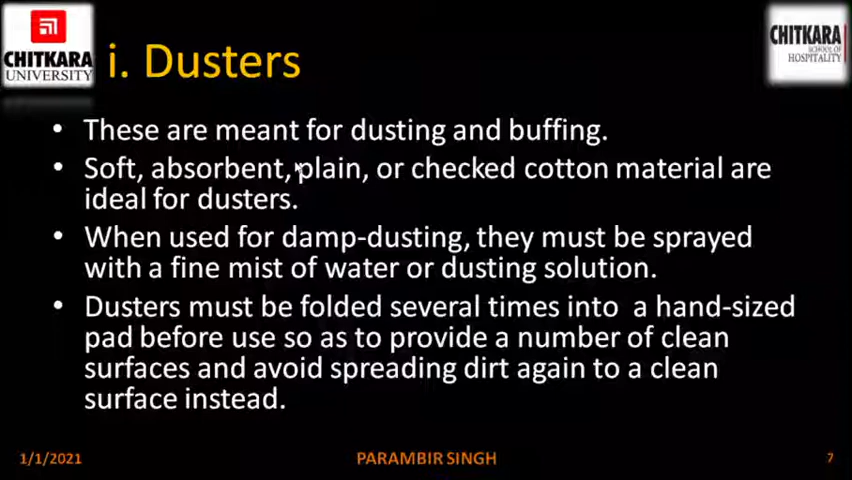 CHITKARA
UNIVERSITY
CHITKARA
SCHOOL OF
HOSPITALITY
i. Dusters
• These are meant for dusting and buffing.
• Soft, absorbent, plain, or checked cotton material are
ideal for dusters.
• When used for damp-dusting, they must be sprayed
with a fine mist of water or dusting solution.
• Dusters must be folded several times into a hand-sized
pad before use so as to provide a number of clean
surfaces and avoid spreading dirt again to a clean
surface instead.
1/1/2021
PARAMBIR SINGH
7